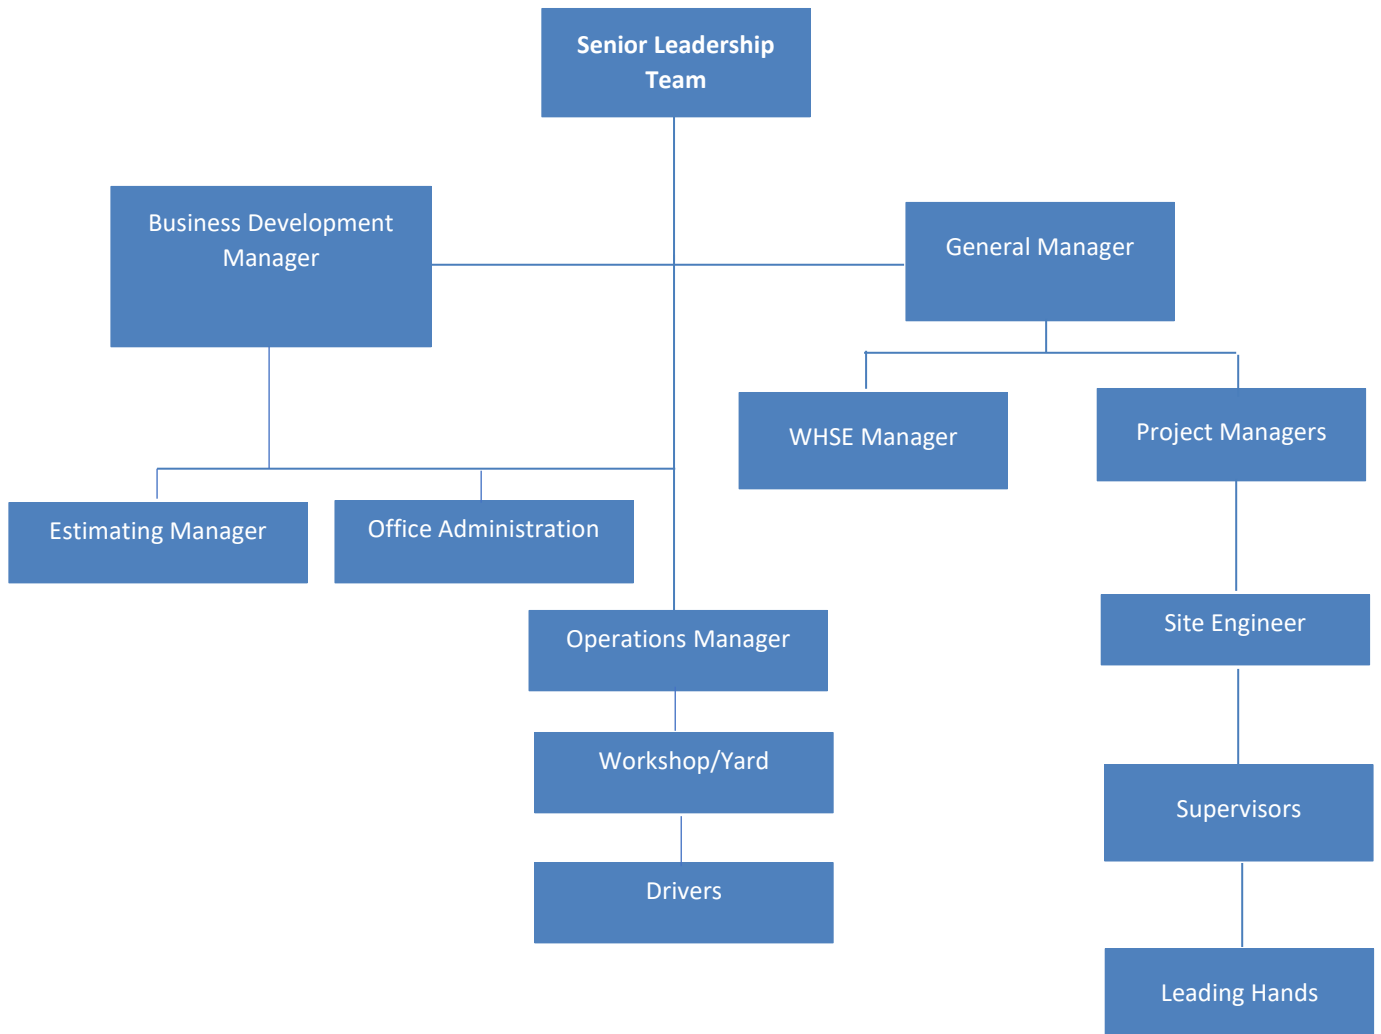 Senior Leadership
Team
Business Development
Manager
General Manager
WHSE Manager
Project Managers
Estimating Manager
Office Administration
Operations Manager
Site Engineer
Workshop/Yard
Supervisors
Drivers
Leading Hands